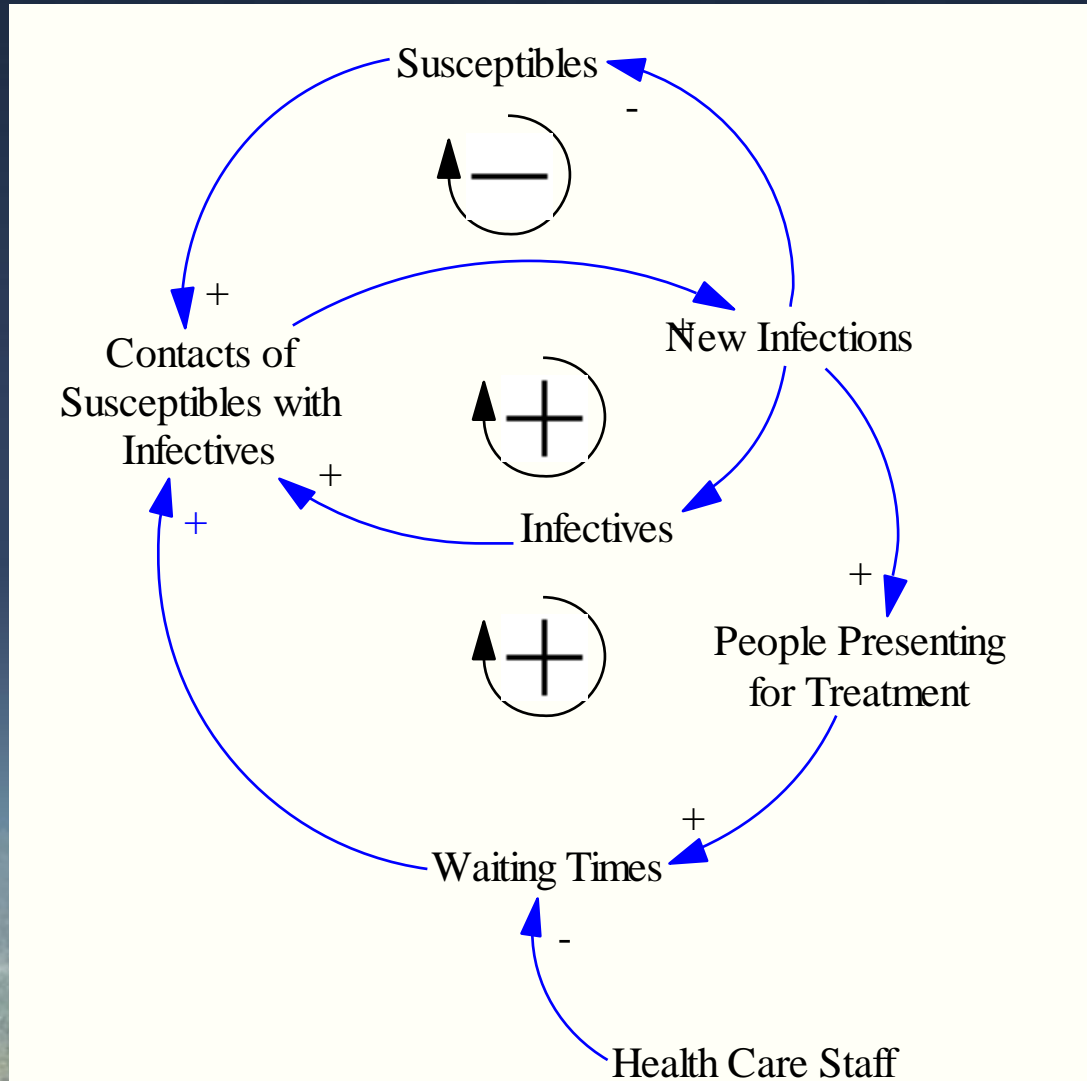 Susceptibles
-
−
+
+
New Infections
Contacts of
Susceptibles with
Infectives
+
+
+
Infectives
+
People Presenting
for Treatment
+
+
Waiting Times
-
Health Care Staff